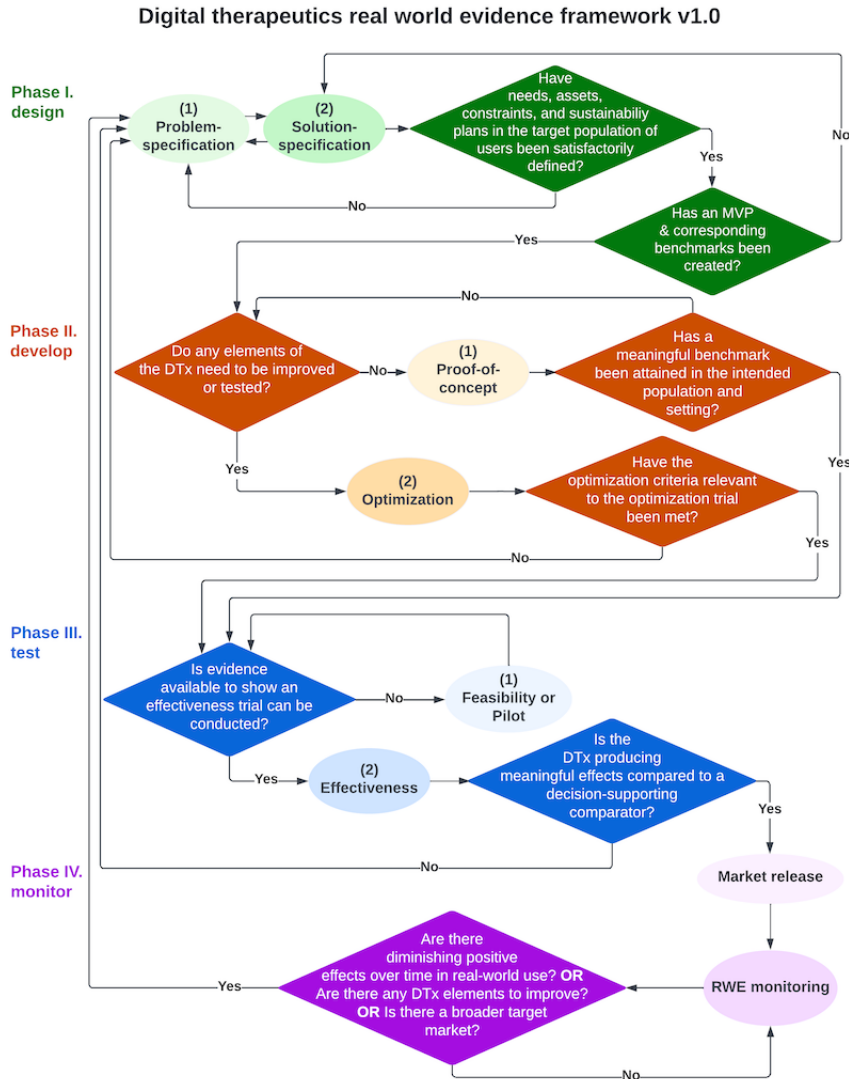 Digital therapeutics real world evidence framework v1.0
Phase I.
design
(1)
Problem-
specification
(2)
Solution-
specification
Have
needs, assets,
constraints, and sustainabiliy
plans in the target population of
users been satisfactorily
defined?
No
Yes
No
Has an MVP
& corresponding
benchmarks been
created?
Yes
Phase II.
develop
No
Do any elements of
the DTx need to be improved
or tested?
No
(1)
Proof-of-
concept
Has a
meaningful benchmark
been attained in the intended
population and
setting?
Yes
Yes
(2)
Optimization
Have the
optimization criteria relevant
to the optimization trial
been met?
No
Yes
Phase III.
test
Is evidence
available to show an
effectiveness trial can be
conducted?
No
(1)
Feasibility or
Pilot
Yes
(2)
Effectiveness
Is the
DTx producing
meaningful effects compared to a
decision-supporting
comparator?
Yes
No
Phase IV.
monitor
Market release
Are there
diminishing positive
effects over time in real-world use? OR
Are there any DTx elements to improve?
OR Is there a broader target
market?
Yes
RWE monitoring
No